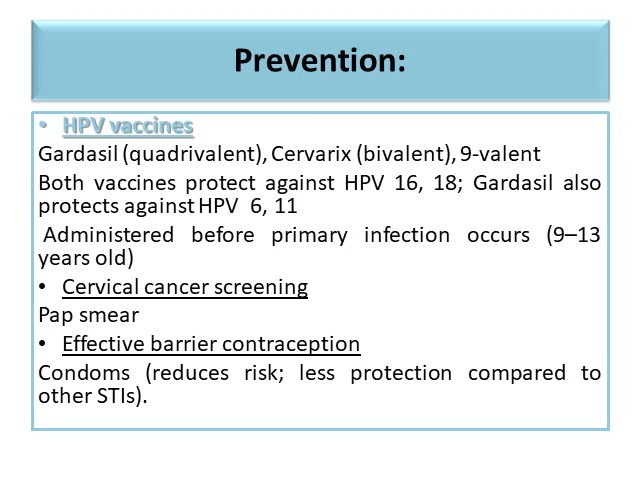 Prevention:
• HPV vaccines
Gardasil (quadrivalent), Cervarix (bivalent), 9-valent
Both vaccines protect against HPV 16, 18; Gardasil also
protects against HPV 6, 11
Administered before primary infection occurs (9–13
years old)
• Cervical cancer screening
Pap smear
• Effective barrier contraception
Condoms (reduces risk; less protection compared to
other STIs).